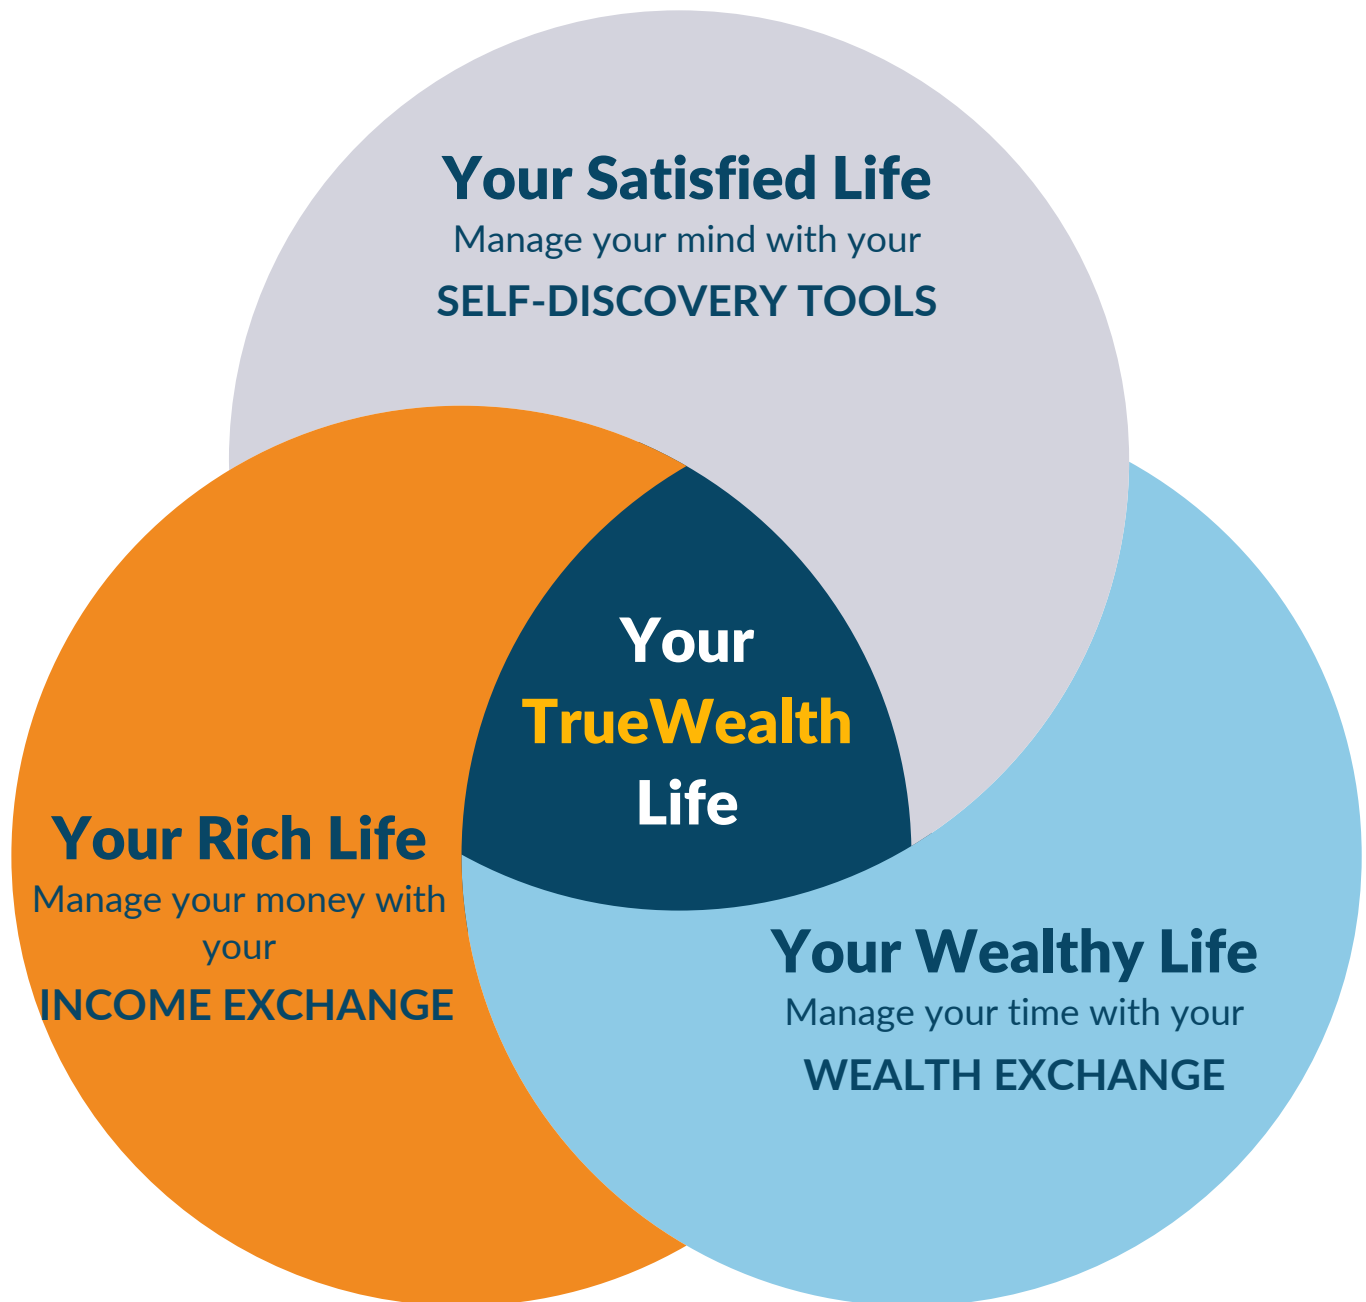 Your Satisfied Life
Manage your mind with your
SELF-DISCOVERY TOOLS
Your
TrueWealth
Life
Your Rich Life
Manage your money with
your
INCOME EXCHANGE
Your Wealthy Life
Manage your time with your
WEALTH EXCHANGE